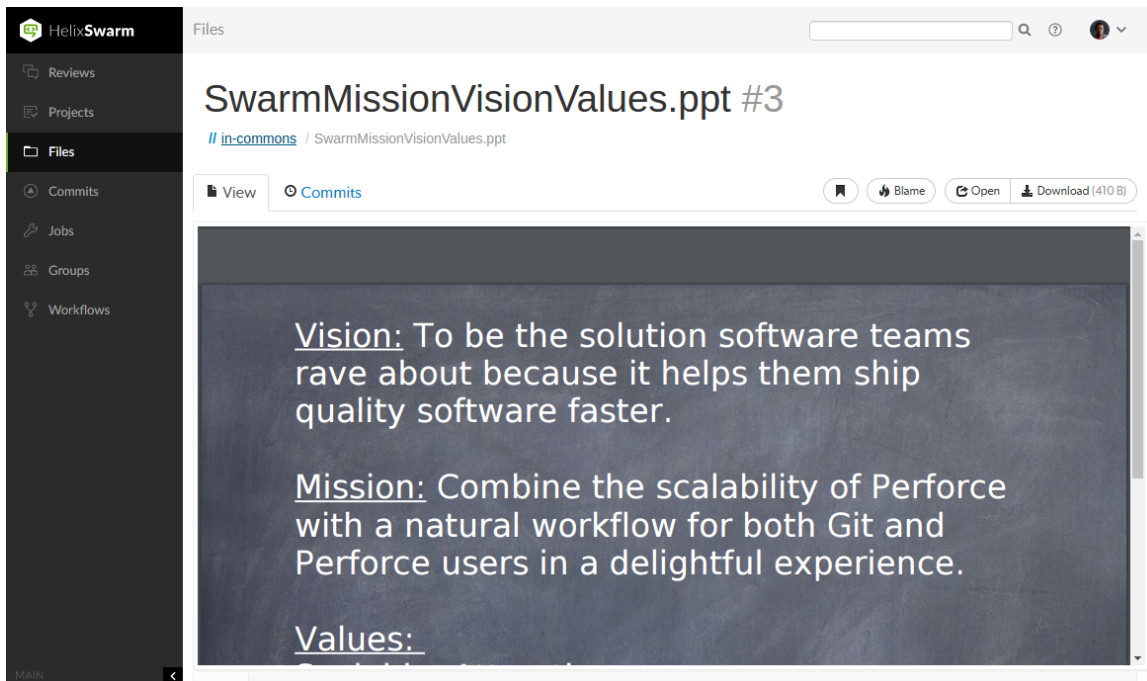 HelixSwarm
Files
Reviews
Projects
Files
Commits
Jobs
Groups
Workflows
MAIN
SwarmMissionVisionValues.ppt #3
// in-commons / SwarmMissionVisionValues.ppt
View
Commits
Blame
Open
Download (410 B)
Vision: To be the solution software teams
rave about because it helps them ship
quality software faster.
Mission: Combine the scalability of Perforce
with a natural workflow for both Git and
Perforce users in a delightful experience.
Values: